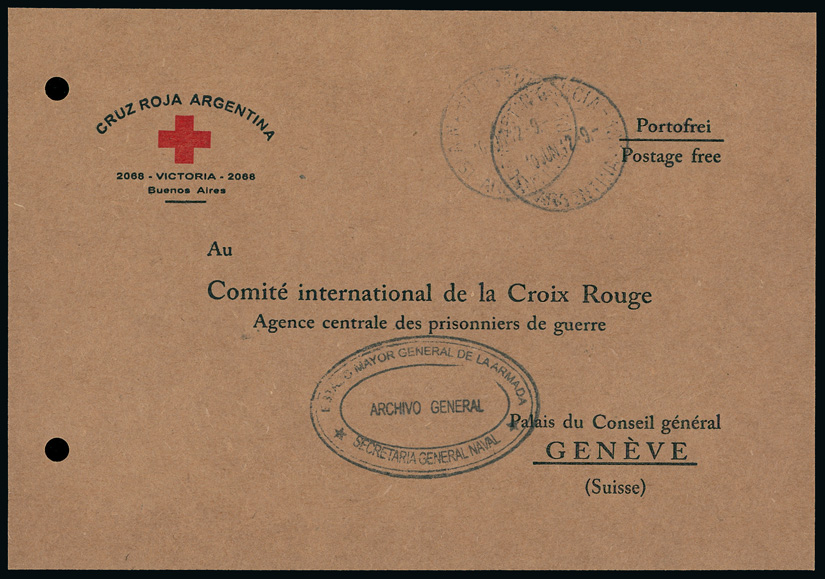 CRUZ ROJA ARGENTINA
2068 - VICTORIA - 2068
Buenos Aires
Portofrei
Postage free
Au
Comité international de la Croix Rouge
Agence centrale des prisonniers de guerre
MAYOR GENERAL DE LA ARMADA
ARCHIVO GENERAL
SECRETARIA GENERAL NAVAL
Palais du Conseil général
GENÈVE
(Suisse)